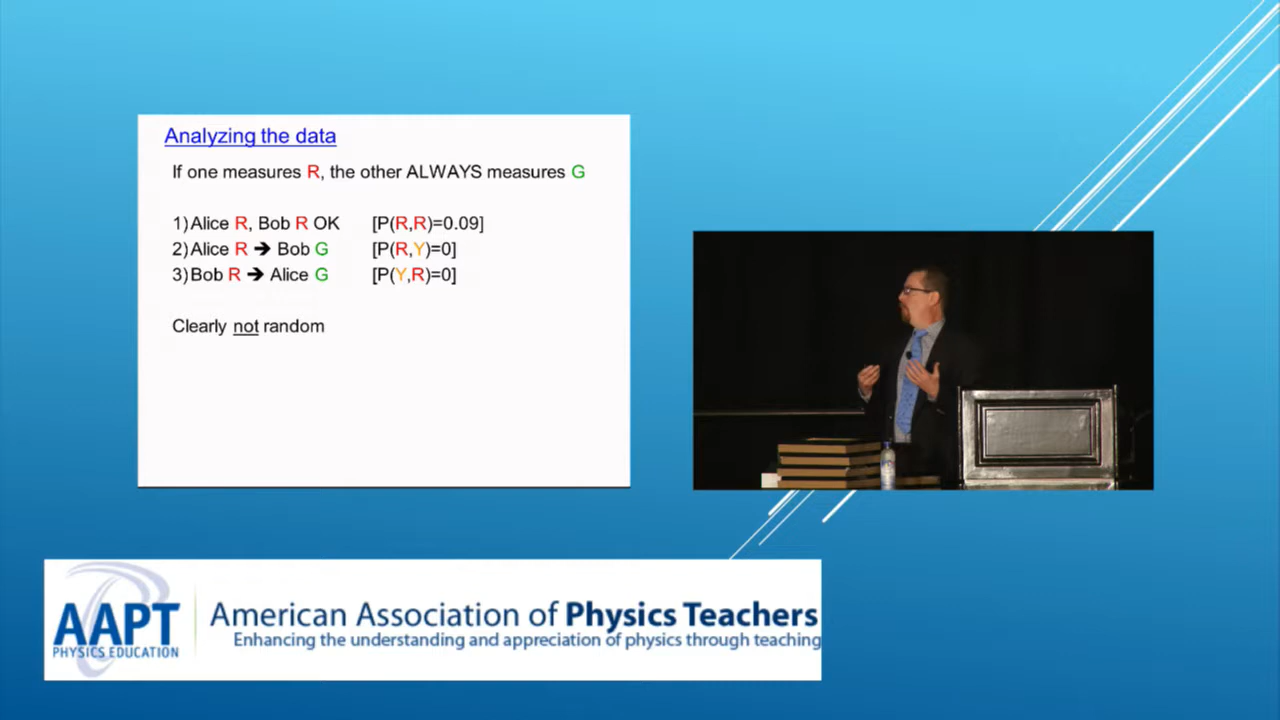 Analyzing the data
If one measures R, the other ALWAYS measures G
1) Alice R, Bob R OK [P(R,R)=0.09]
2) Alice R ➔ Bob G [P(R,Y)=0]
3) Bob R ➔ Alice G [P(Y,R)=0]
Clearly not random
AAPT
PHYSICS EDUCATION
American Association of Physics Teachers
Enhancing the understanding and appreciation of physics through teaching